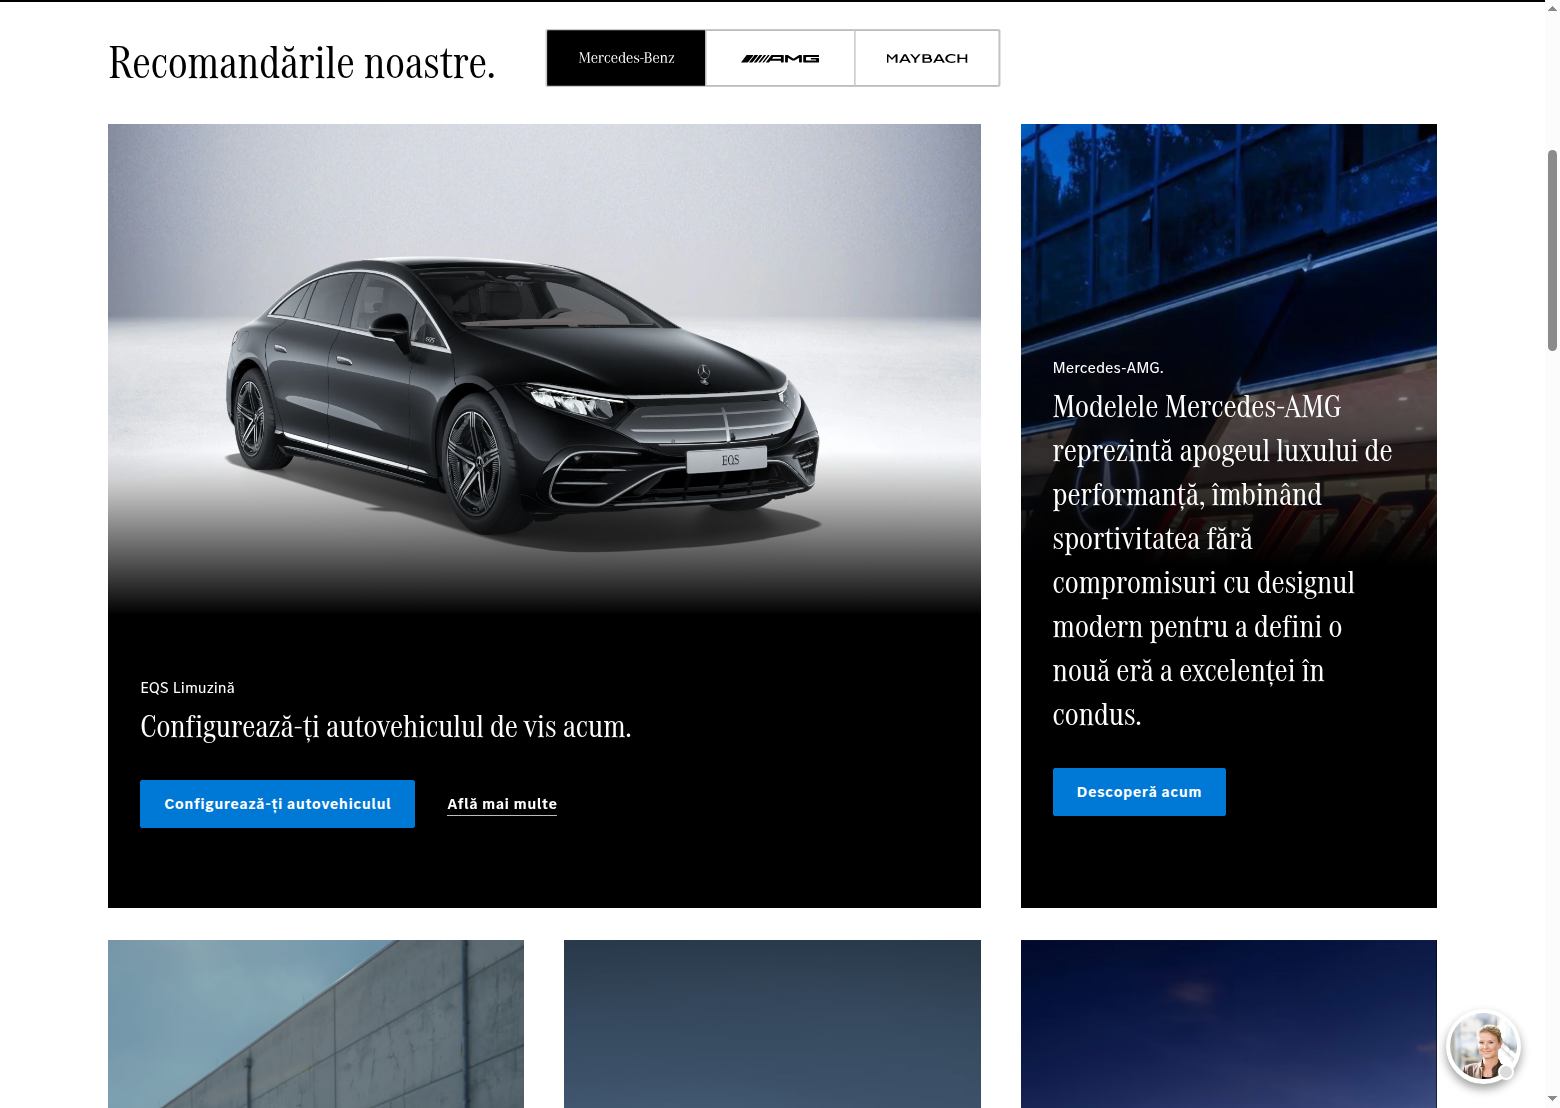 Recomandările noastre.
Mercedes-Benz
AMG
MAYBACH
EQS
EQS Limuzină
Configurează-ți autovehiculul de vis acum.
Configurează-ți autovehiculul
Află mai multe
Mercedes-AMG.
Modelele Mercedes-AMG
reprezintă apogeul luxului de
performanță, îmbinând
sportivitatea fără
compromisuri cu designul
modern pentru a defini o
nouă eră a excelenței în
condus.
Descoperă acum